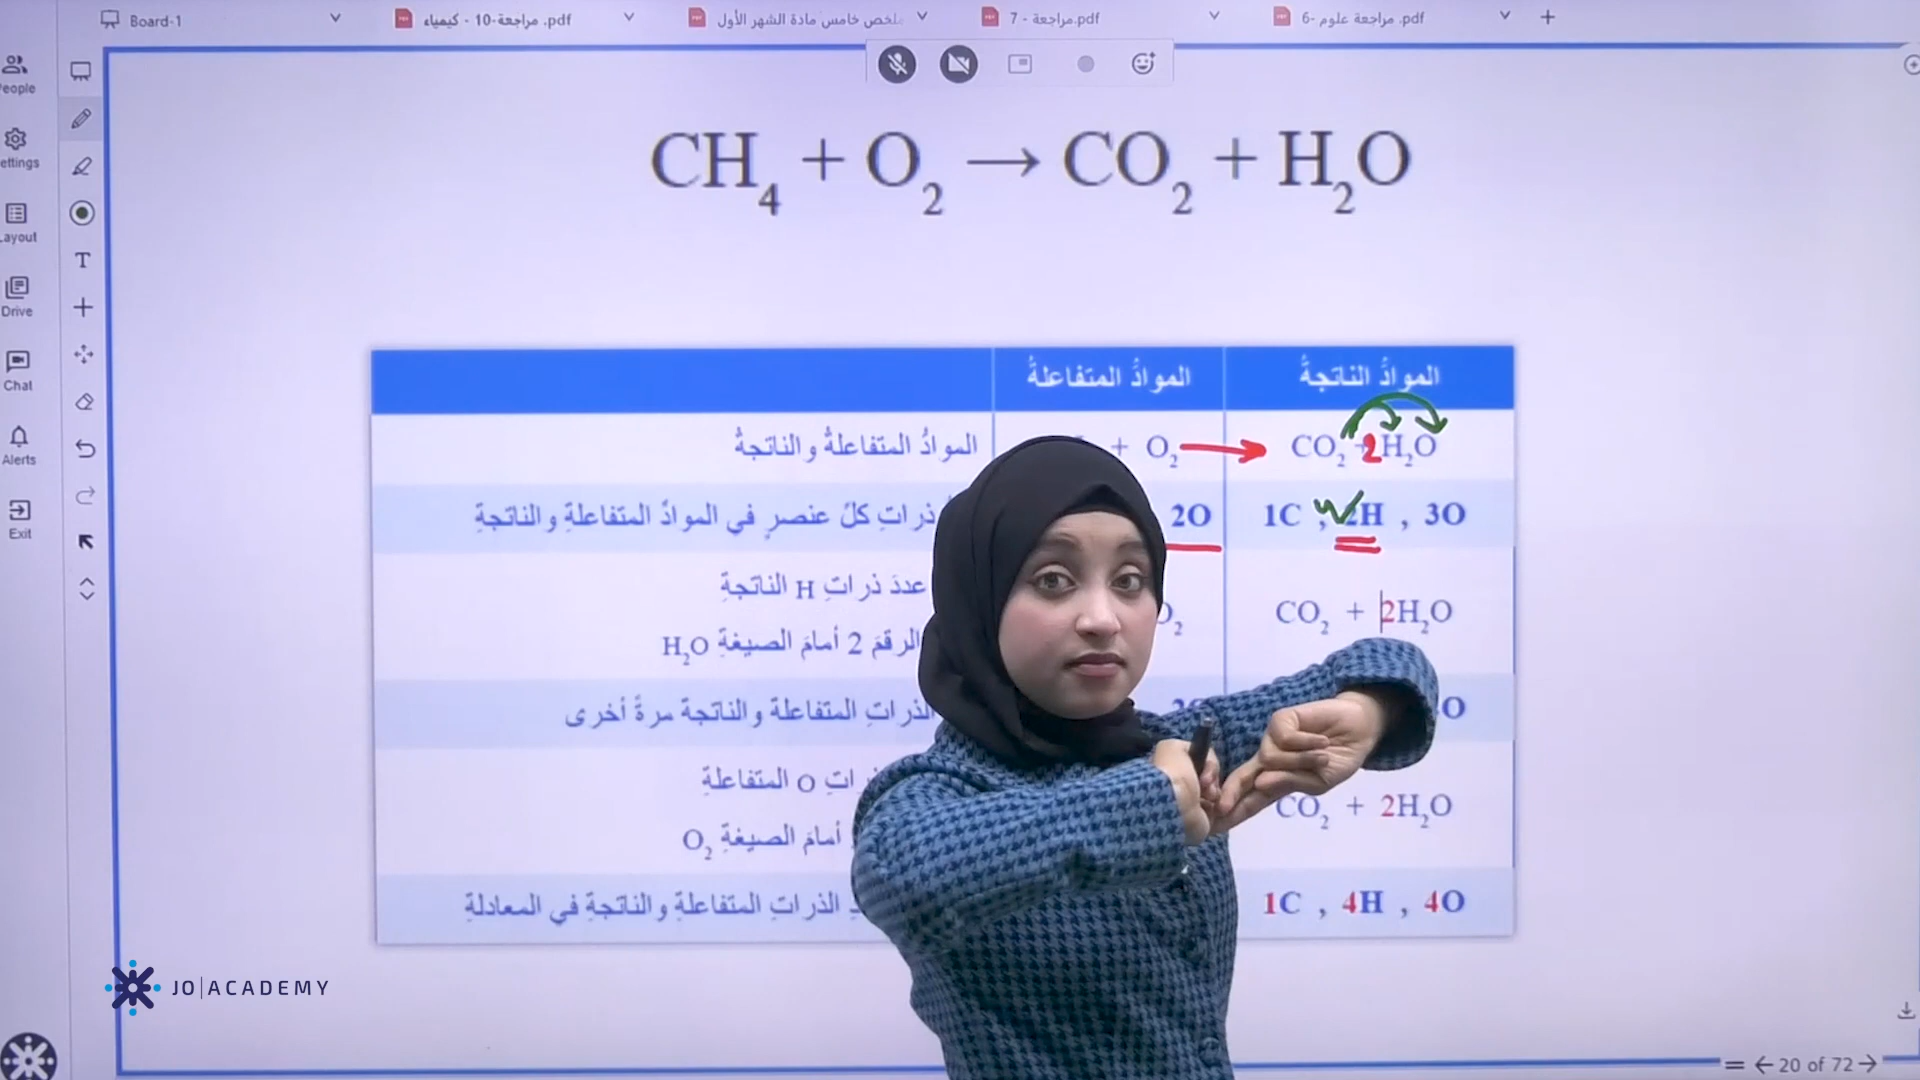 Board-1
مراجعة-10 - كيمياء .pdf
ملخص خامس مادة الشهر الأول
7 - مراجعة.pdf
6- مراجعة علوم .pdf
eople
ettings
Layout
Drive
Chat
Alerts
Exit
T
CH4 + O2 → CO2 + H2O
الموادُّ المتفاعلةُ
الموادُّ الناتجةُ
الموادُّ المتفاعلةُ والناتجةُ
+ O2 → CO2 + 2H2O
ذراتِ كلِّ عنصرٍ في الموادِّ المتفاعلةِ والناتجةِ
2O
1C , 2H , 3O
عددَ ذراتِ H الناتجةِ
الرقمَ 2 أمامَ الصيغةِ H2O
O2
CO2 + 2H2O
الذراتِ المتفاعلة والناتجة مرةً أخرى
O
O المتفاعلةِ
أمامَ الصيغةِ O2
CO2 + 2H2O
الذراتِ المتفاعلةِ والناتجةِ في المعادلةِ
1C , 4H , 4O
JO|ACADEMY
20 of 72